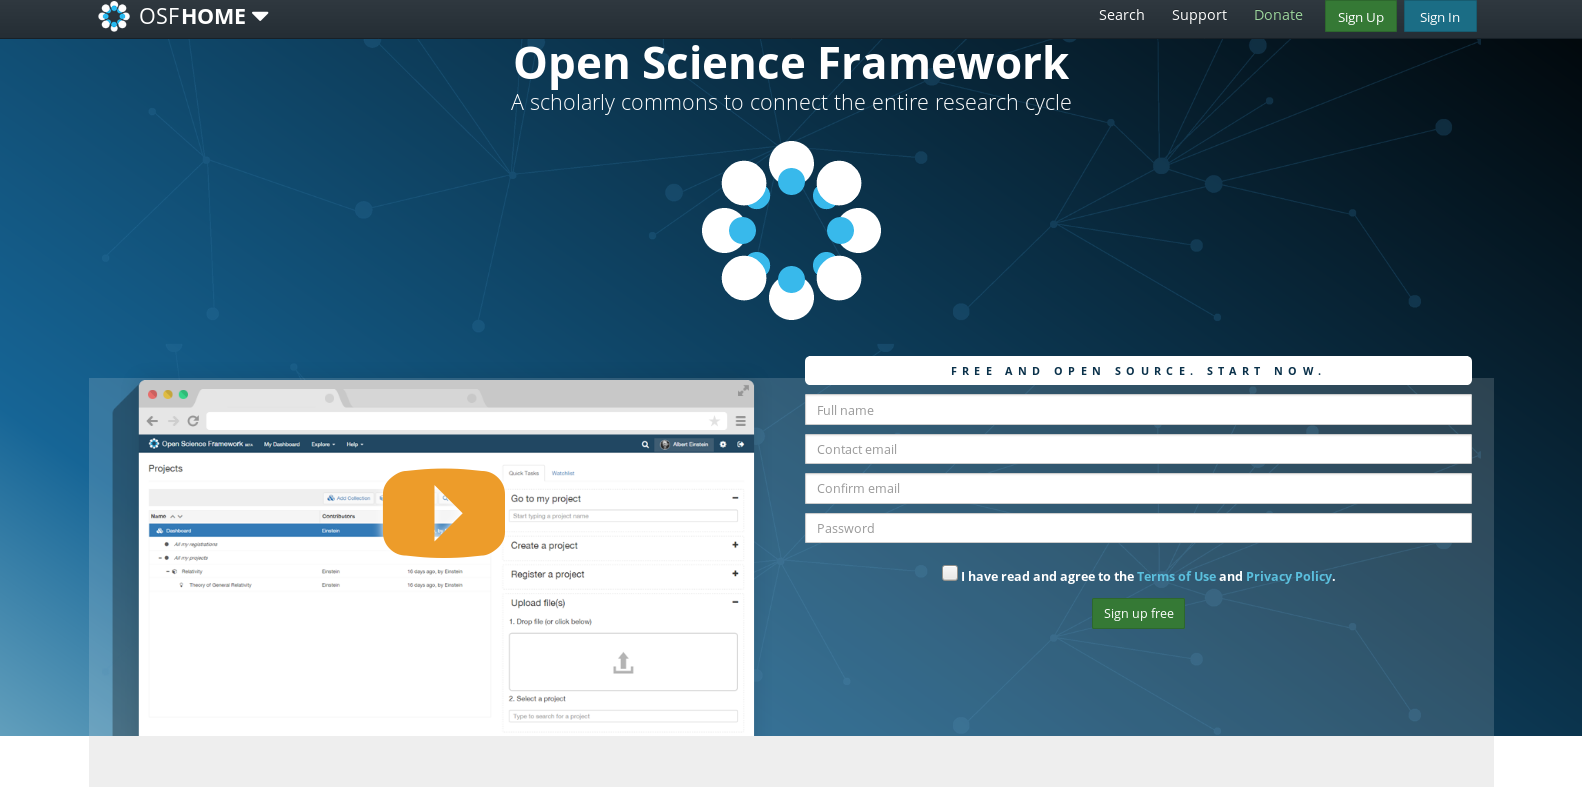 OSFHOME
Search
Support
Donate
Sign Up
Sign In
Open Science Framework
A scholarly commons to connect the entire research cycle
FREE AND OPEN SOURCE. START NOW.
Full name
Contact email
Confirm email
Password
I have read and agree to the Terms of Use and Privacy Policy.
Sign up free
Open Science Framework BETA
My Dashboard
Explore
Help
Albert Einstein
Projects
Add Collection
Name
Contributors
Dashboard
Einstein
by Einstein
All my registrations
All my projects
Relativity
Einstein
16 days ago, by Einstein
Theory of General Relativity
Einstein
16 days ago, by Einstein
Quick Tasks
Watchlist
Go to my project
Start typing a project name
Create a project
Register a project
Upload file(s)
1. Drop file (or click below)
2. Select a project
Type to search for a project